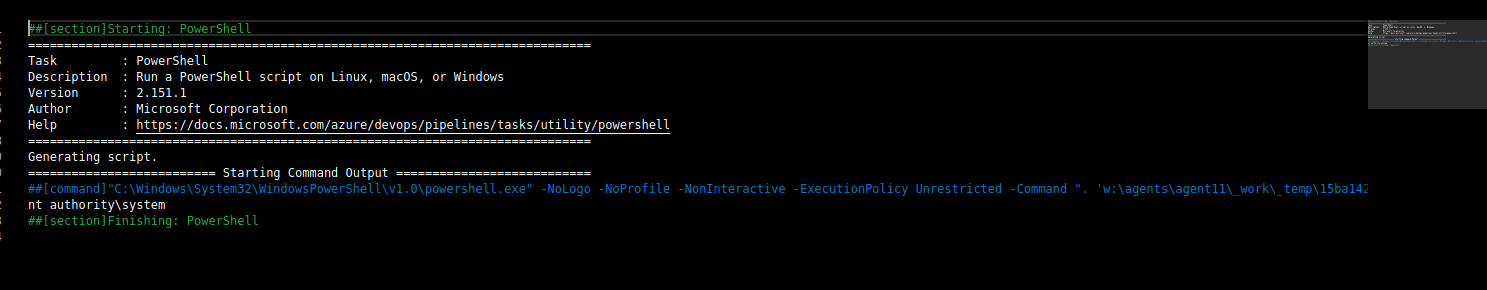 ##[section]Starting: PowerShell
==============================================================================
Task         : PowerShell
Description  : Run a PowerShell script on Linux, macOS, or Windows
Version      : 2.151.1
Author       : Microsoft Corporation
Help         : https://docs.microsoft.com/azure/devops/pipelines/tasks/utility/powershell
==============================================================================
Generating script.
========================== Starting Command Output ===========================
##[command]"C:\Windows\System32\WindowsPowerShell\v1.0\powershell.exe" -NoLogo -NoProfile -NonInteractive -ExecutionPolicy Unrestricted -Command ". 'w:\agents\agent11\_work\_temp\15ba142
nt authority\system
##[section]Finishing: PowerShell